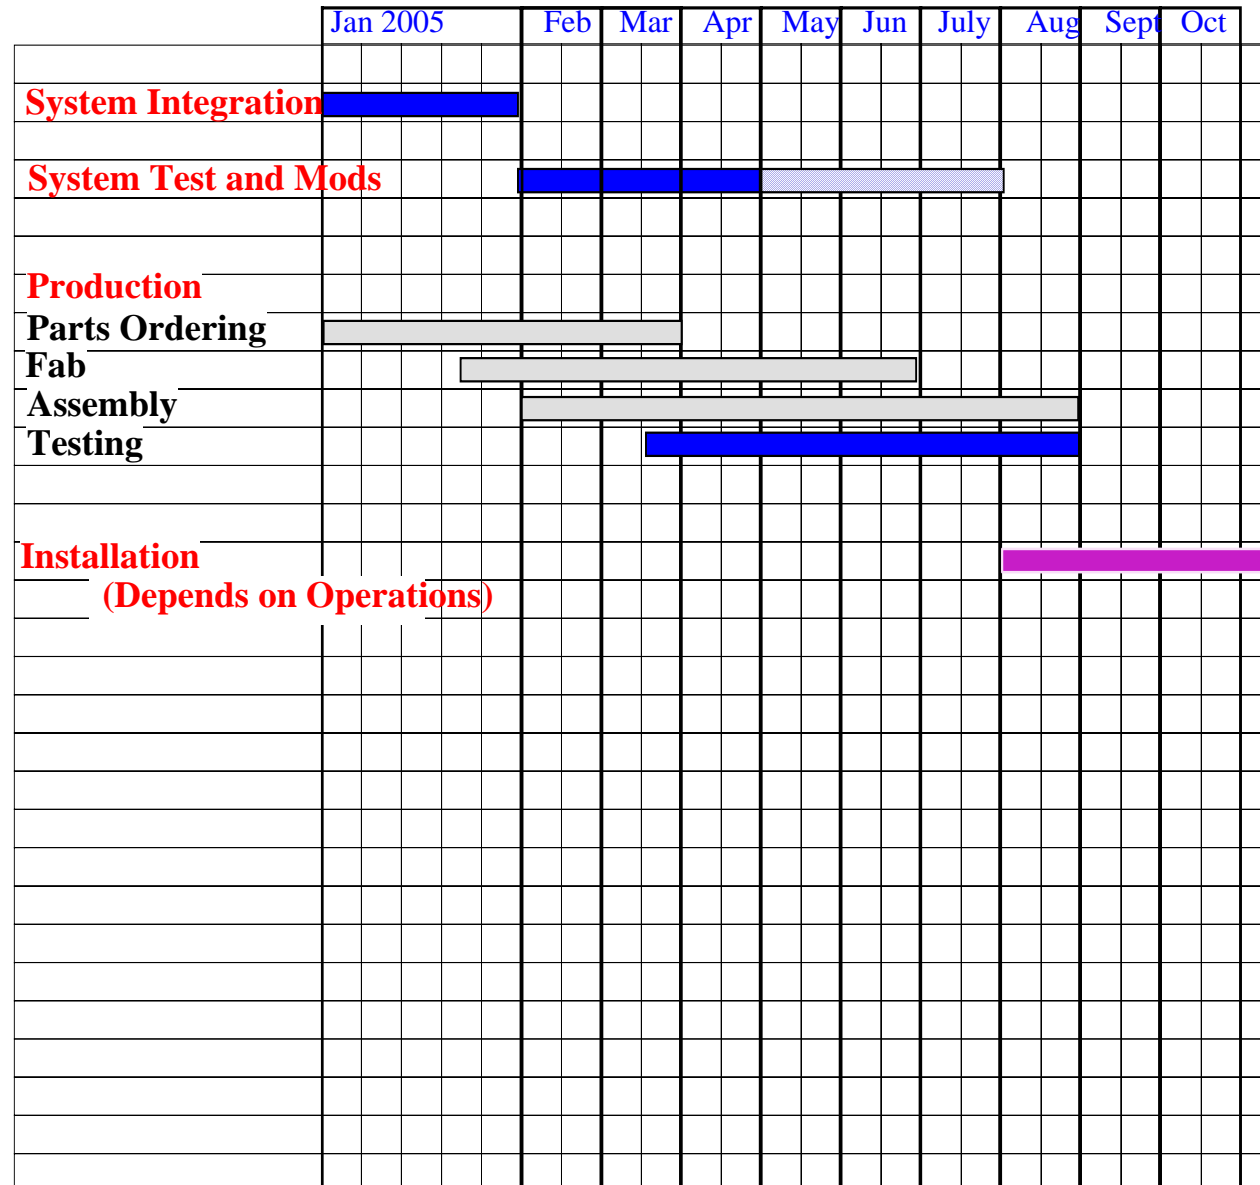 Jan 2005 Feb Mar Apr May Jun July Aug Sept Oct
System Integration
System Test and Mods
Production
Parts Ordering
Fab
Assembly
Testing
Installation
(Depends on Operations)